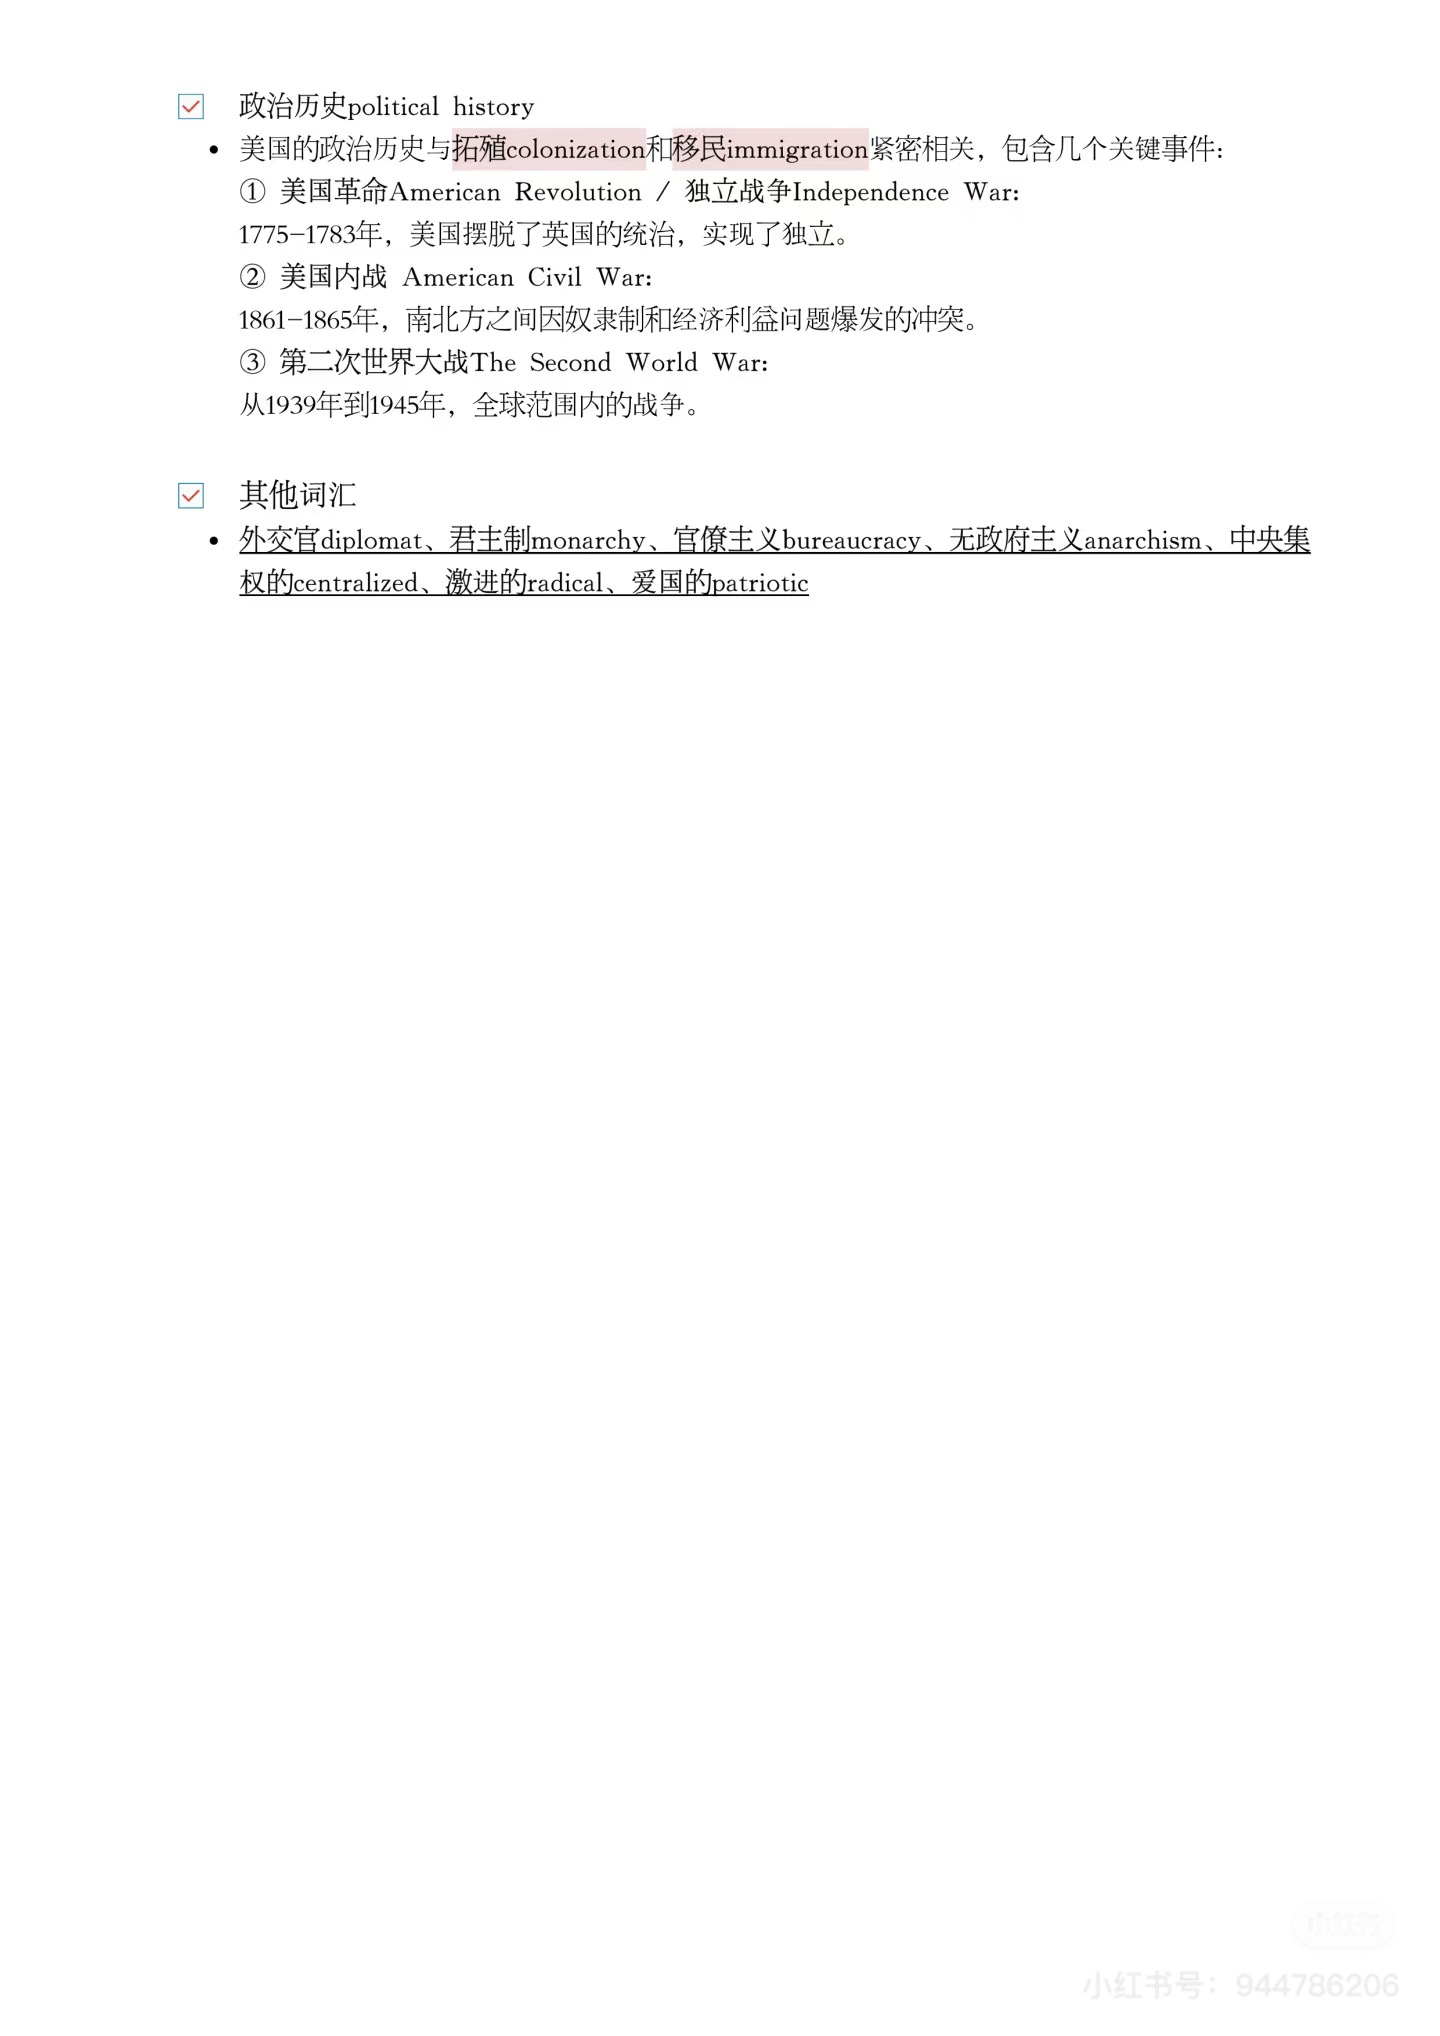 政治历史political history
• 美国的政治历史与拓殖colonization和移民immigration紧密相关，包含几个关键事件：
① 美国革命American Revolution / 独立战争Independence War：
1775-1783年，美国摆脱了英国的统治，实现了独立。
② 美国内战 American Civil War：
1861-1865年，南北方之间因奴隶制和经济利益问题爆发的冲突。
③ 第二次世界大战The Second World War：
从1939年到1945年，全球范围内的战争。
其他词汇
• 外交官diplomat、君主制monarchy、官僚主义bureaucracy、无政府主义anarchism、中央集
权的centralized、激进的radical、爱国的patriotic
小红书
小红书号：944786206